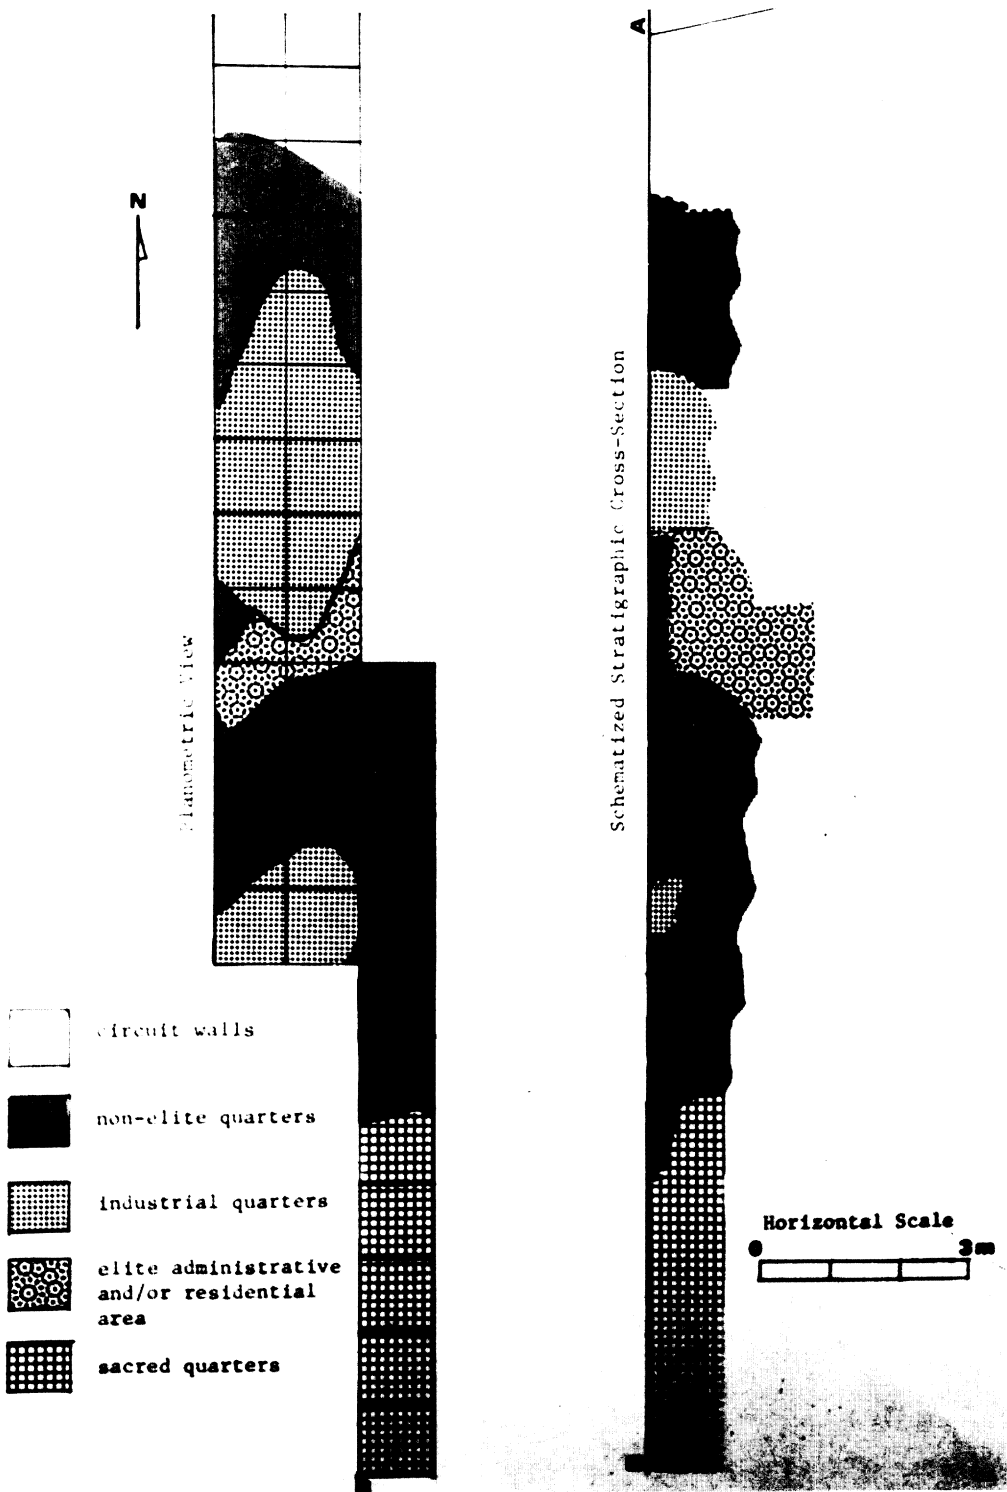 A
N
Planometric View
Schematized Stratigraphic Cross-Section
circuit walls
non-elite quarters
industrial quarters
elite administrative
and/or residential
area
sacred quarters
Horizontal Scale
0 3m